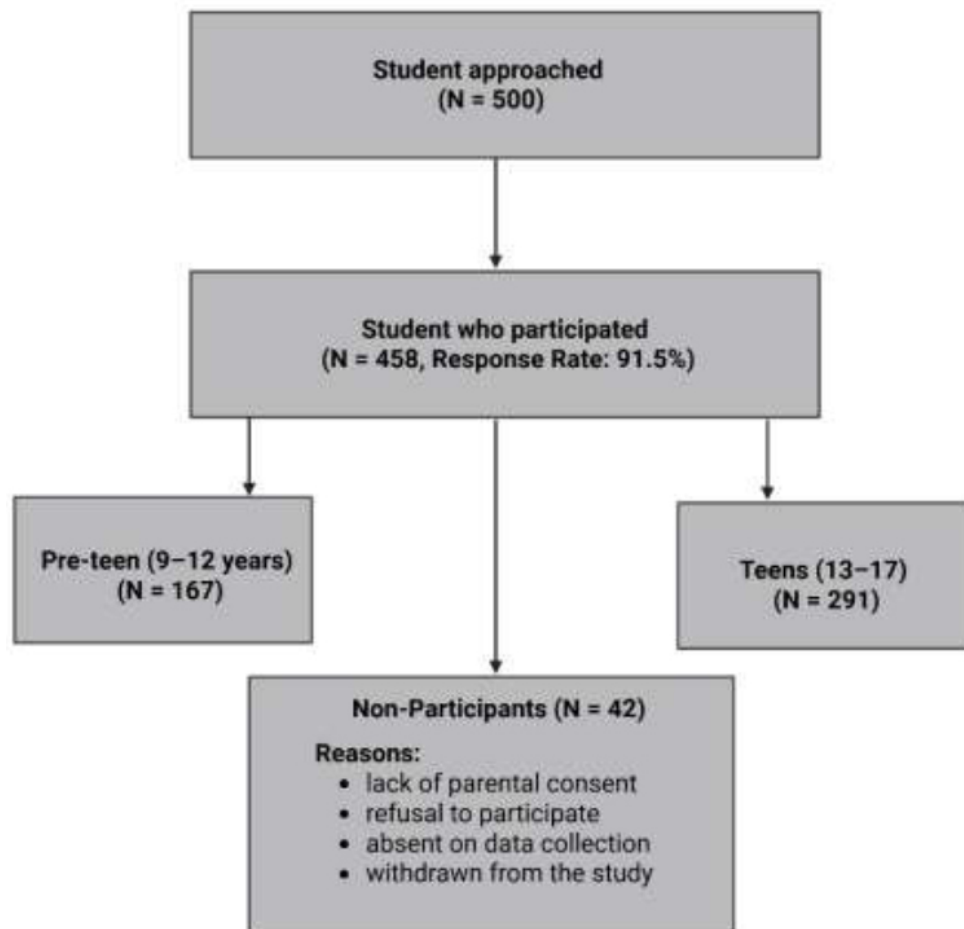 Student approached
(N = 500)
Student who participated
(N = 458, Response Rate: 91.5%)
Pre-teen (9–12 years)
(N = 167)
Teens (13–17)
(N = 291)
Non-Participants (N = 42)
Reasons:
• lack of parental consent
• refusal to participate
• absent on data collection
• withdrawn from the study